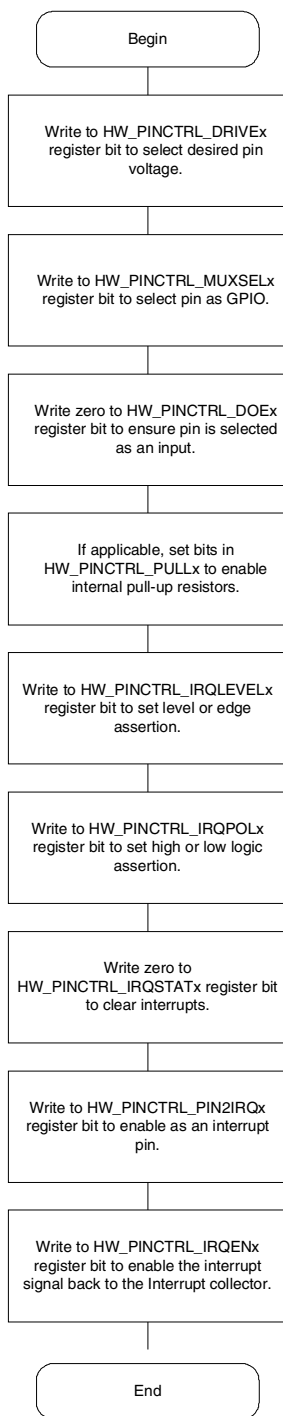 Begin
Write to HW_PINCTRL_DRIVEx
register bit to select desired pin
voltage.
Write to HW_PINCTRL_MUXSELx
register bit to select pin as GPIO.
Write zero to HW_PINCTRL_DOEx
register bit to ensure pin is selected
as an input.
If applicable, set bits in
HW_PINCTRL_PULLx to enable
internal pull-up resistors.
Write to HW_PINCTRL_IRQLEVELx
register bit to set level or edge
assertion.
Write to HW_PINCTRL_IRQPOLx
register bit to set high or low logic
assertion.
Write zero to
HW_PINCTRL_IRQSTATx register bit
to clear interrupts.
Write to HW_PINCTRL_PIN2IRQx
register bit to enable as an interrupt
pin.
Write to HW_PINCTRL_IRQENx
register bit to enable the interrupt
signal back to the Interrupt collector.
End